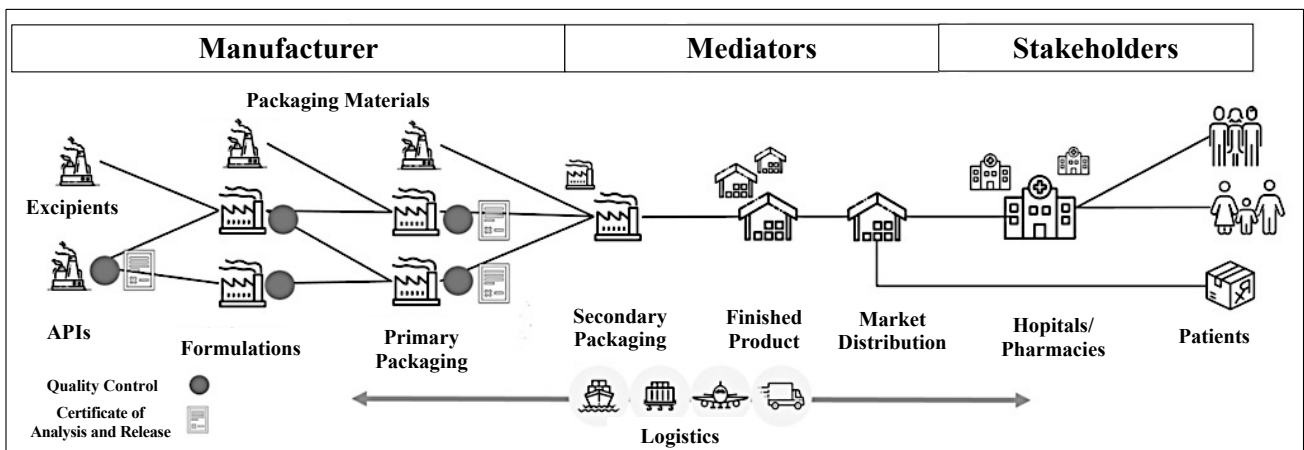 Manufacturer
Mediators
Stakeholders
Packaging Materials
Excipients
APIs
Formulations
Primary
Packaging
Secondary
Packaging
Finished
Product
Market
Distribution
Hopitals/
Pharmacies
Patients
Quality Control
Certificate of
Analysis and Release
Logistics